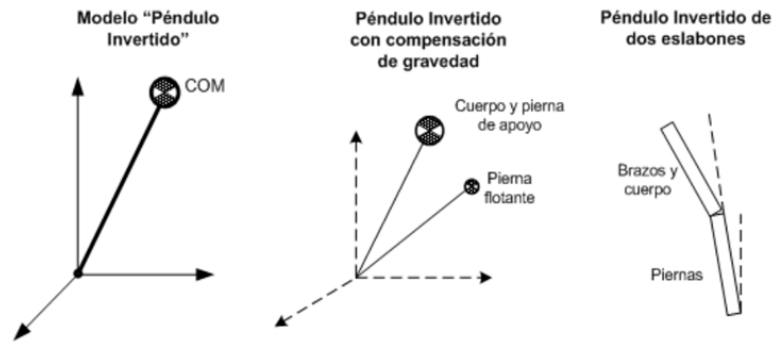 Modelo “Péndulo
Invertido”
COM
Péndulo Invertido
con compensación
de gravedad
Cuerpo y pierna
de apoyo
Pierna
flotante
Péndulo Invertido de
dos eslabones
Brazos y
cuerpo
Piernas